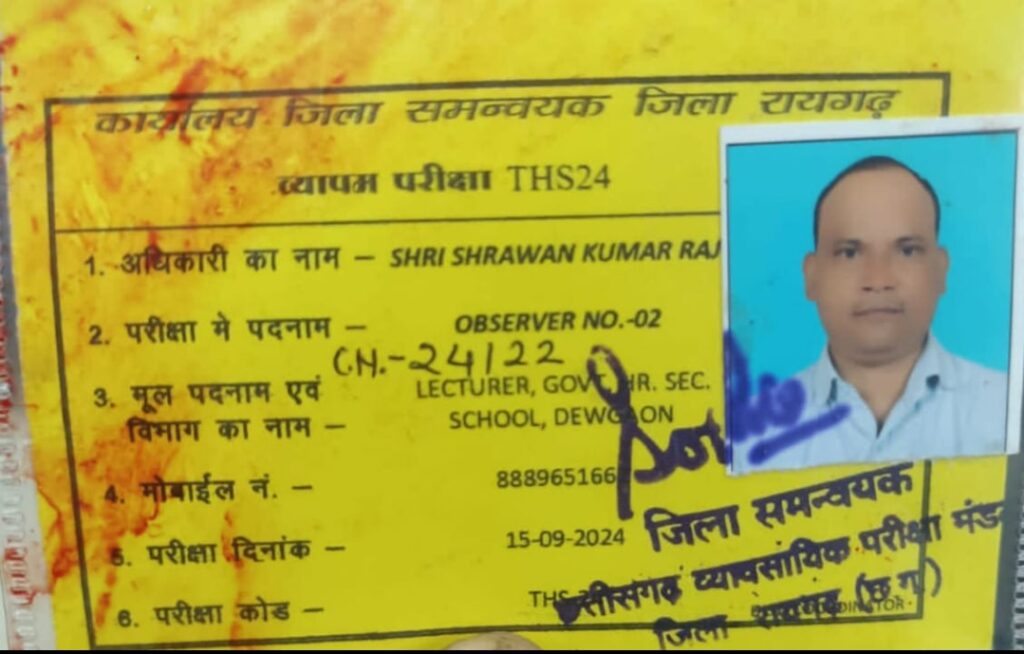 कार्यालय जिला समन्वयक जिला रायगढ़
व्यापम परीक्षा THS24
1. अधिकारी का नाम – SHRI SHRAWAN KUMAR RAJ
2. परीक्षा मे पदनाम – OBSERVER NO.-02
C.N.-24122
3. मूल पदनाम एवं LECTURER, GOVT. HR. SEC.
विभाग का नाम – SCHOOL, DEWGAON
4. मोबाईल नं. – 888965166
5. परीक्षा दिनांक – 15-09-2024
6. परीक्षा कोड – THS
जिला समन्वयक
छत्तीसगढ़ व्यावसायिक परीक्षा मंड
जिला रायगढ़ (छ.ग.)